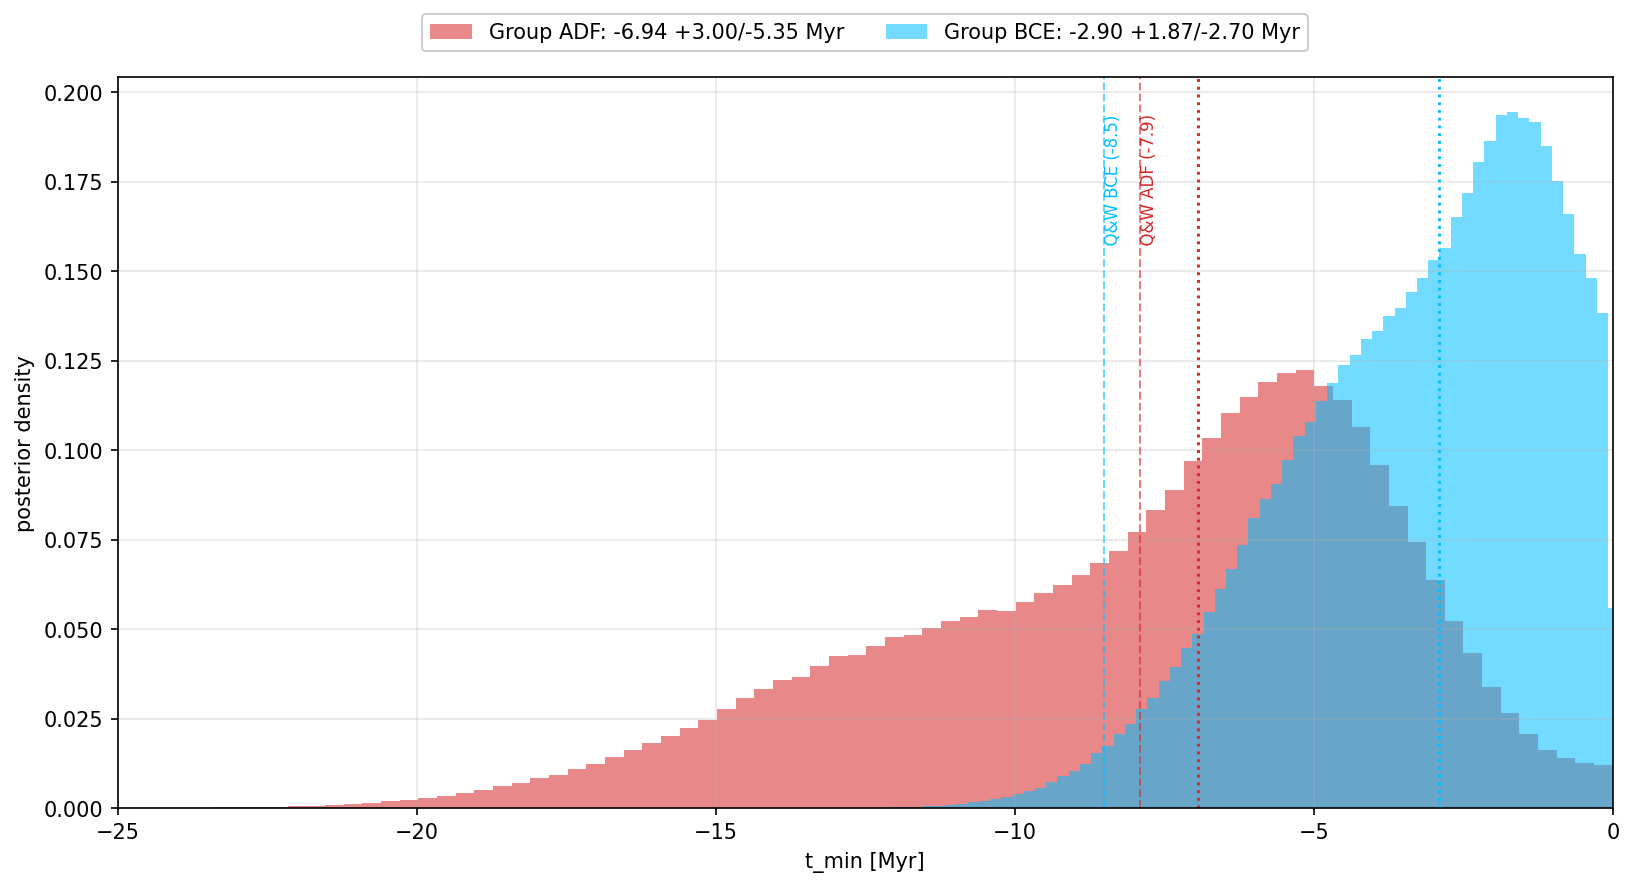 Group ADF: -6.94 +3.00/-5.35 Myr
Group BCE: -2.90 +1.87/-2.70 Myr
0.200
0.175
0.150
0.125
0.100
0.075
0.050
0.025
0.000
posterior density
Q&W BCE (-8.5)
Q&W ADF (-7.9)
−25
−20
−15
−10
−5
0
t_min [Myr]